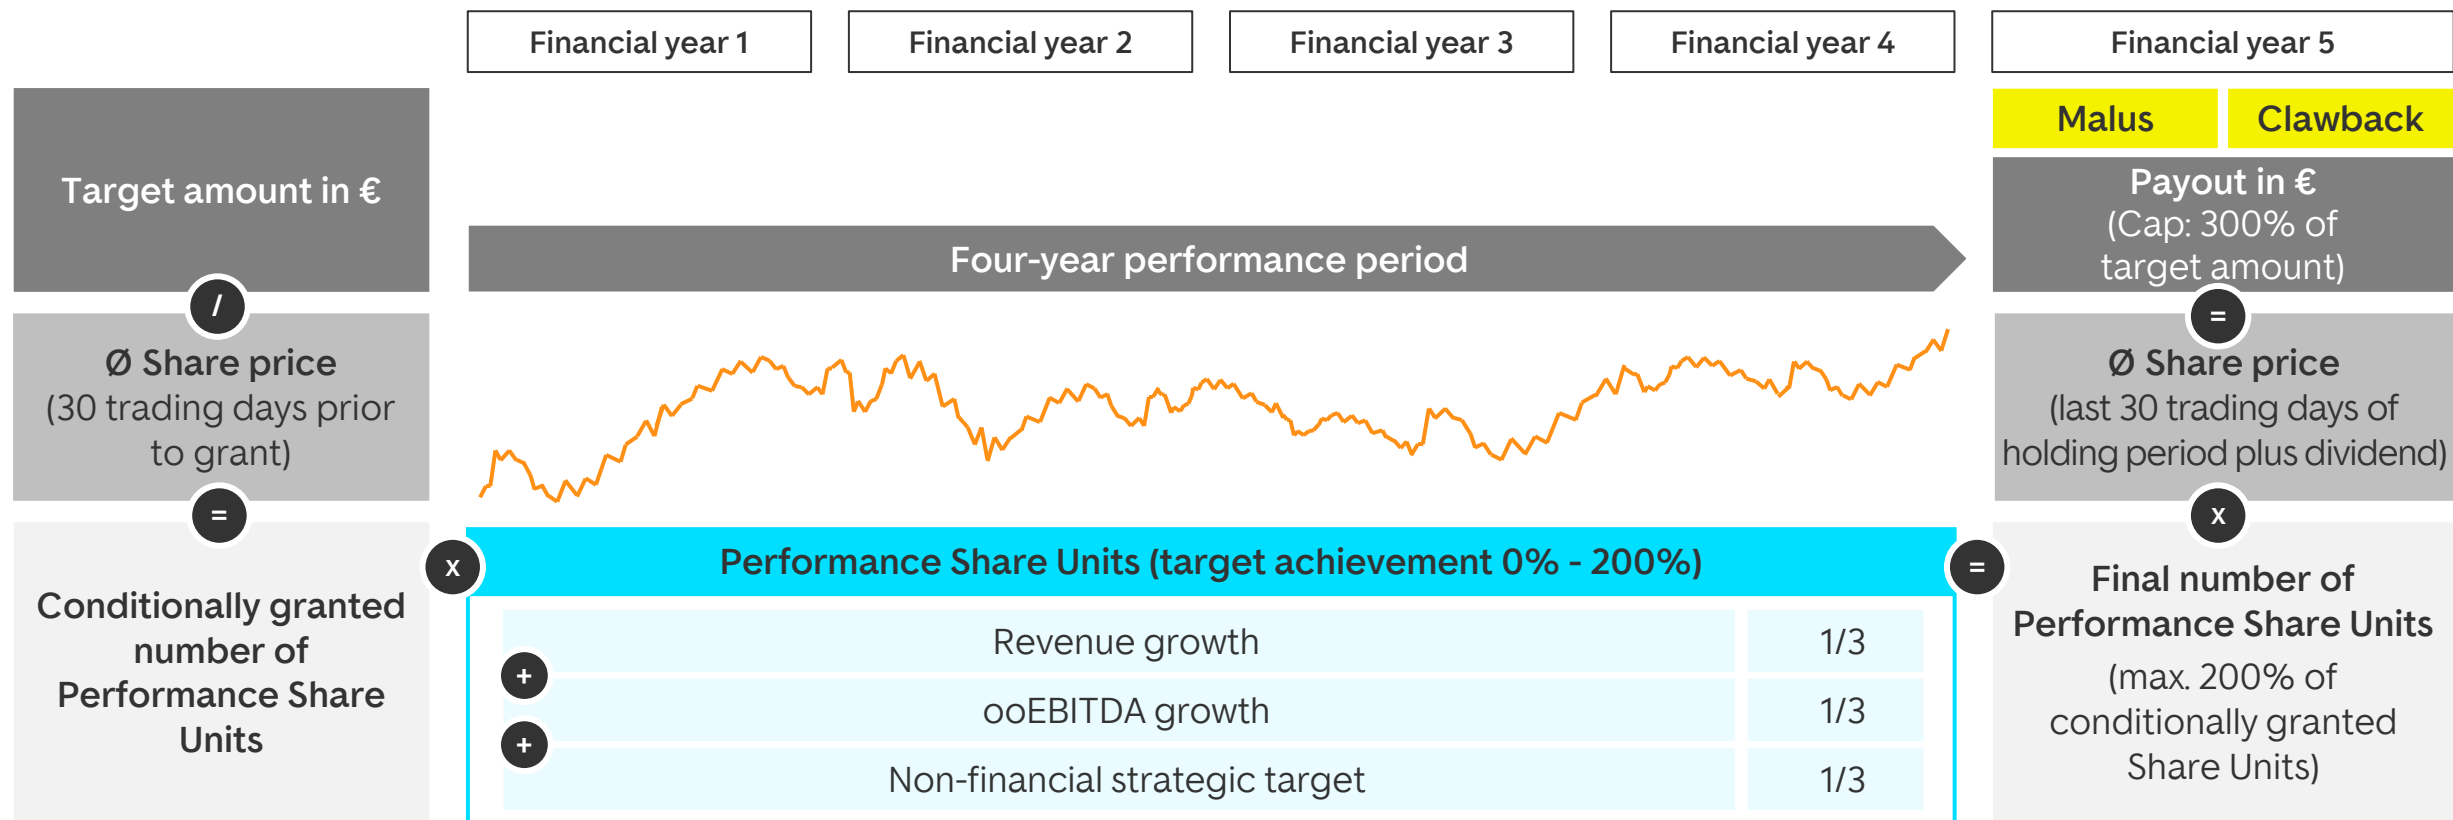 Financial year 1
Financial year 2
Financial year 3
Financial year 4
Financial year 5
Target amount in €
/
Ø Share price
(30 trading days prior
to grant)
=
Conditionally granted
number of
Performance Share
Units
x
Four-year performance period
Performance Share Units (target achievement 0% - 200%)
Revenue growth
1/3
+
ooEBITDA growth
1/3
+
Non-financial strategic target
1/3
=
Malus
Clawback
Payout in €
(Cap: 300% of
target amount)
=
Ø Share price
(last 30 trading days of
holding period plus dividend)
x
Final number of
Performance Share Units
(max. 200% of
conditionally granted
Share Units)